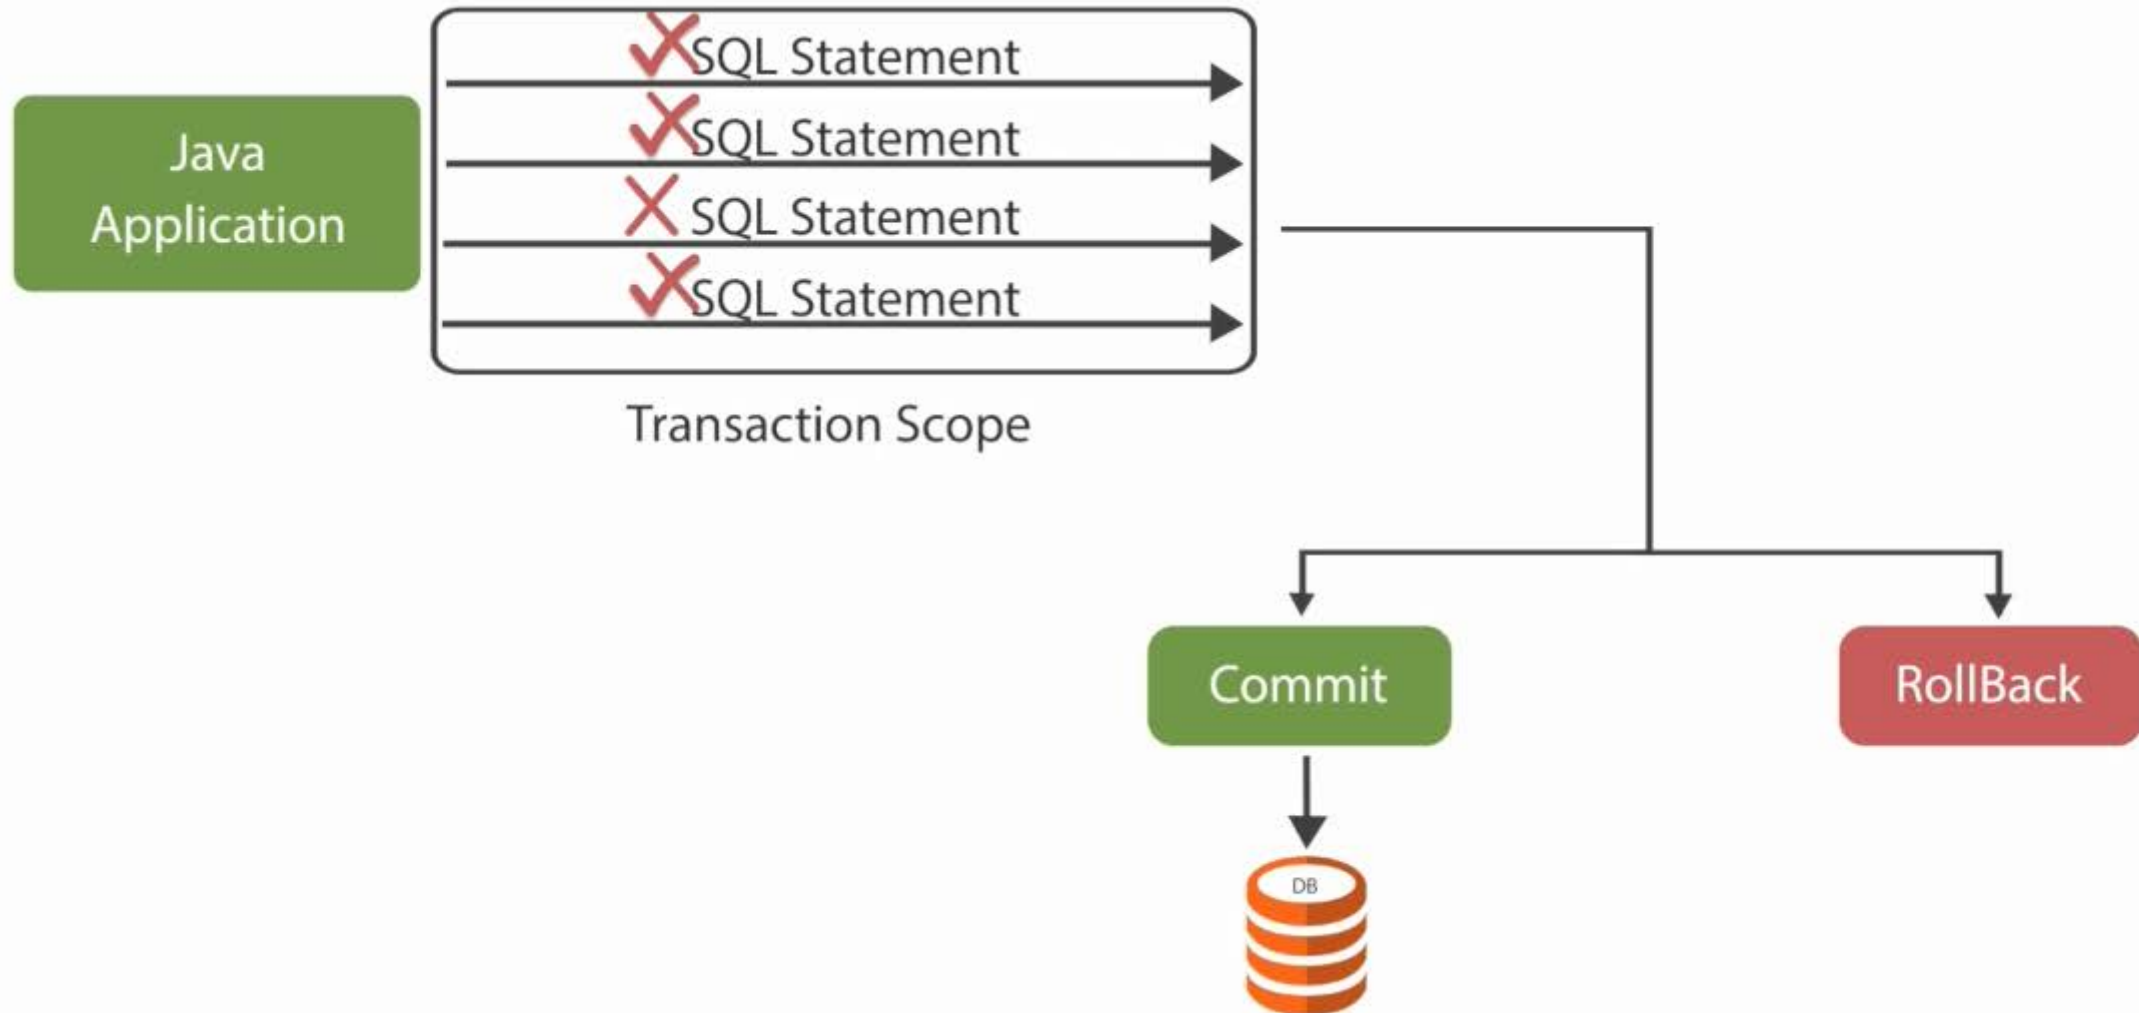 SQL Statement
SQL Statement
SQL Statement
SQL Statement
Java
Application
Transaction Scope
Commit
RollBack
DB